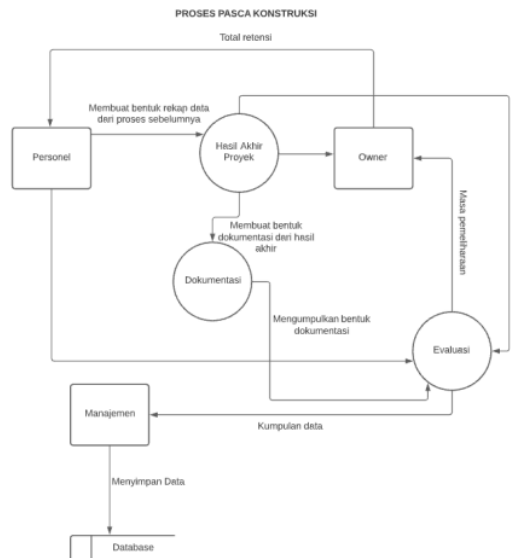 PROSES PASCA KONSTRUKSI
Total retensi
Membuat bentuk rekap data
dari proses sebelumnya
Personel
Hasil Akhir
Proyek
Owner
Membuat bentuk
dokumentasi dari hasil
akhir
Masa pemeliharaan
Dokumentasi
Mengumpulkan bentuk
dokumentasi
Evaluasi
Manajemen
Kumpulan data
Menyimpan Data
Database